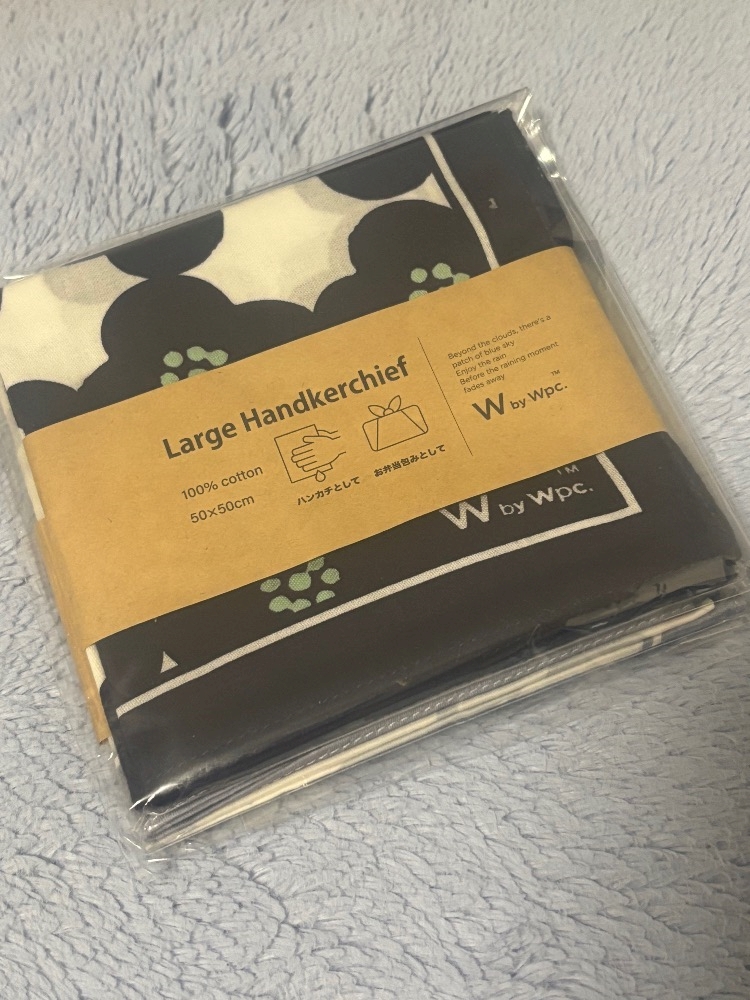 Large Handkerchief
100% cotton
50×50cm
ハンカチとして
お弁当包みとして
Beyond the clouds, there's a
patch of blue sky
Enjoy the rain
Before the raining moment
fades away
W by Wpc.™
W by Wpc.™